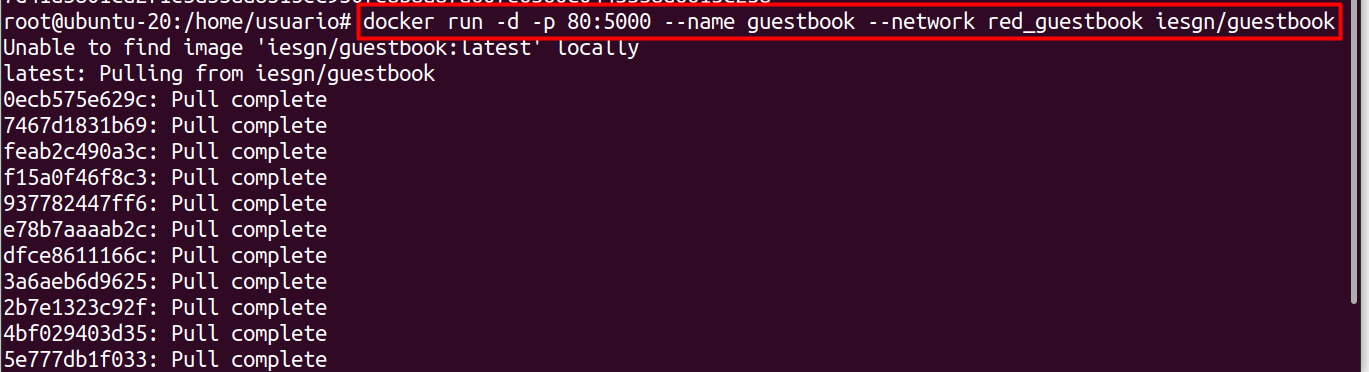 root@ubuntu-20:/home/usuario# docker run -d -p 80:5000 --name guestbook --network red_guestbook iesgn/guestbook
Unable to find image 'iesgn/guestbook:latest' locally
latest: Pulling from iesgn/guestbook
0ecb575e629c: Pull complete
7467d1831b69: Pull complete
feab2c490a3c: Pull complete
f15a0f46f8c3: Pull complete
937782447ff6: Pull complete
e78b7aaaab2c: Pull complete
dfce8611166c: Pull complete
3a6aeb6d9625: Pull complete
2b7e1323c92f: Pull complete
4bf029403d35: Pull complete
5e777db1f033: Pull complete